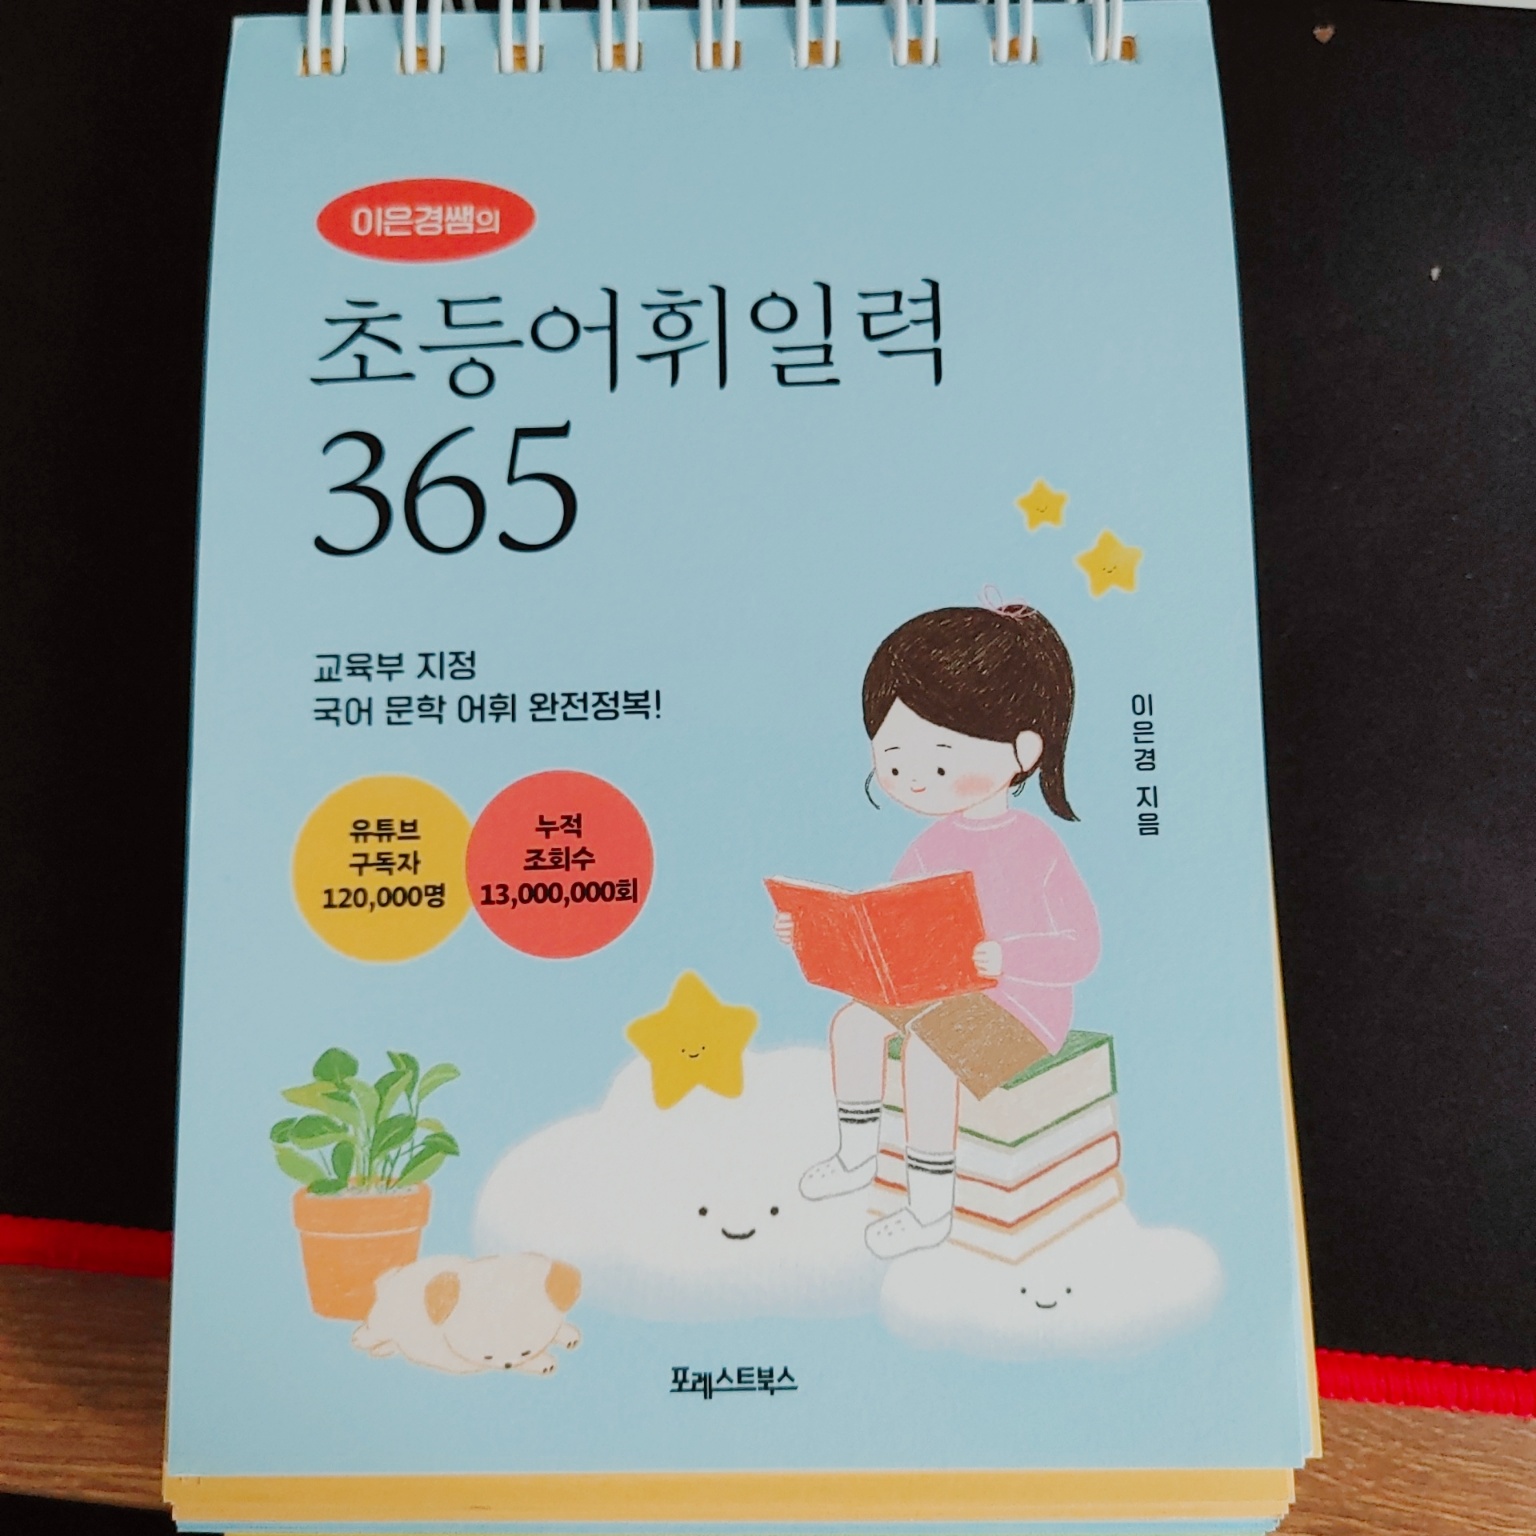 이은경쌤의
초등어휘일력
365
교육부 지정
국어 문학 어휘 완전정복!
유튜브
구독자
120,000명
누적
조회수
13,000,000회
이은경 지음
포레스트북스